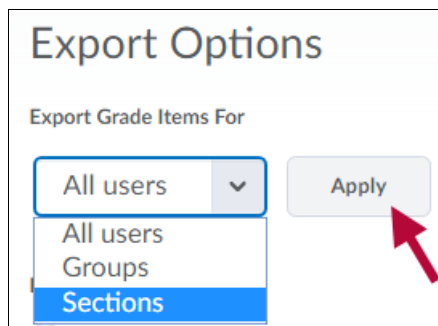 Export Options
Export Grade Items For
All users
Apply
All users
Groups
Sections